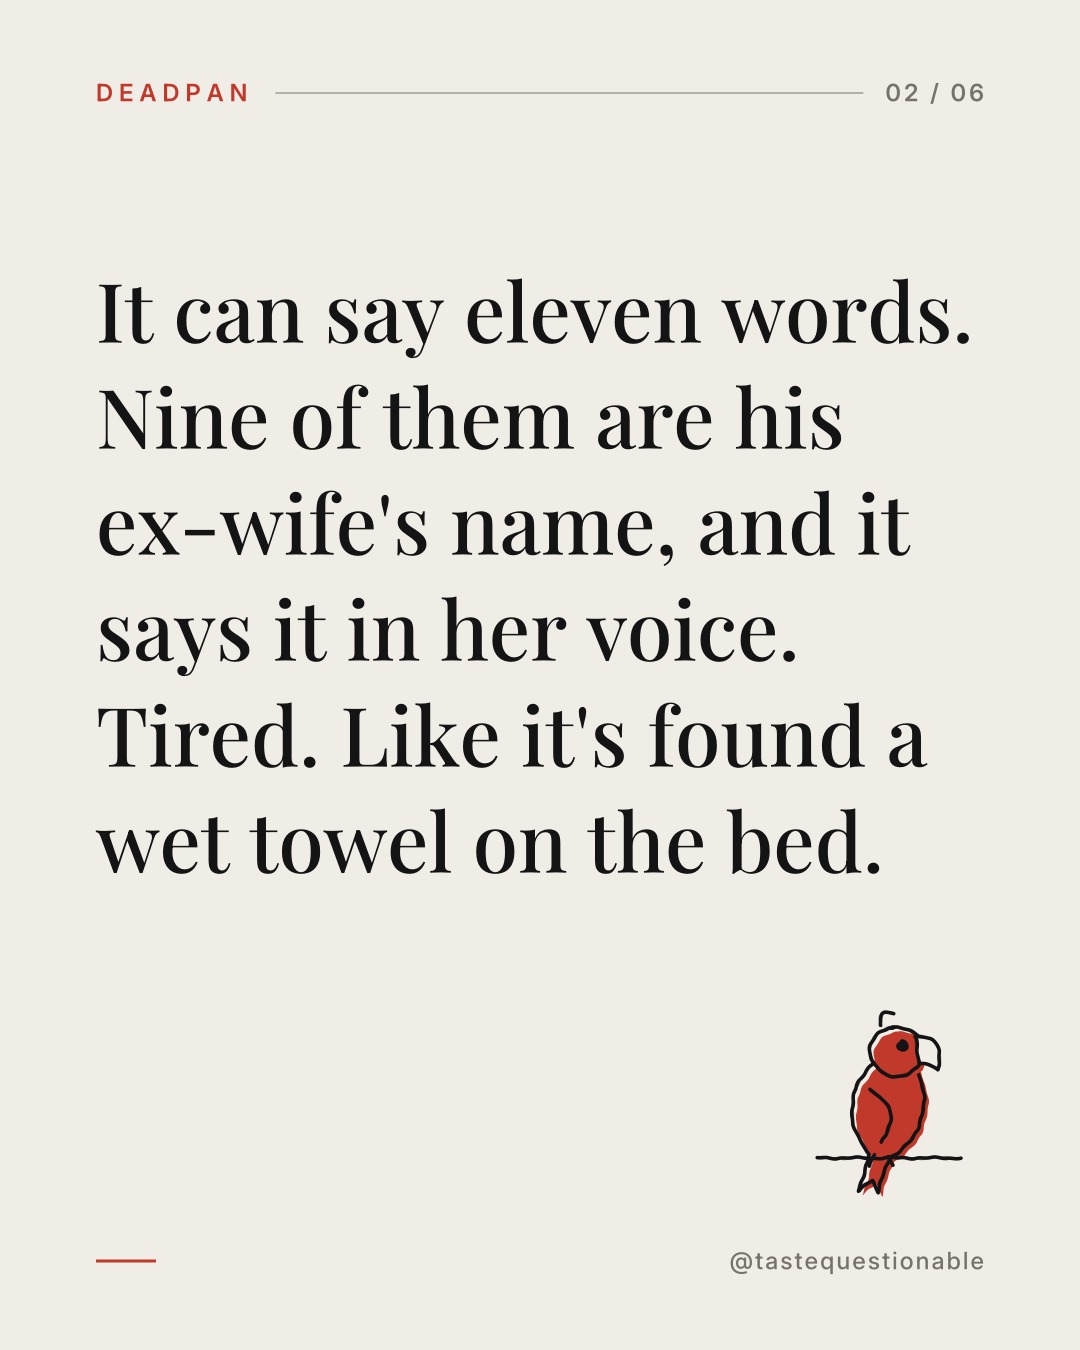 DEADPAN 02 / 06
It can say eleven words.
Nine of them are his
ex-wife's name, and it
says it in her voice.
Tired. Like it's found a
wet towel on the bed.
@tastequestionable